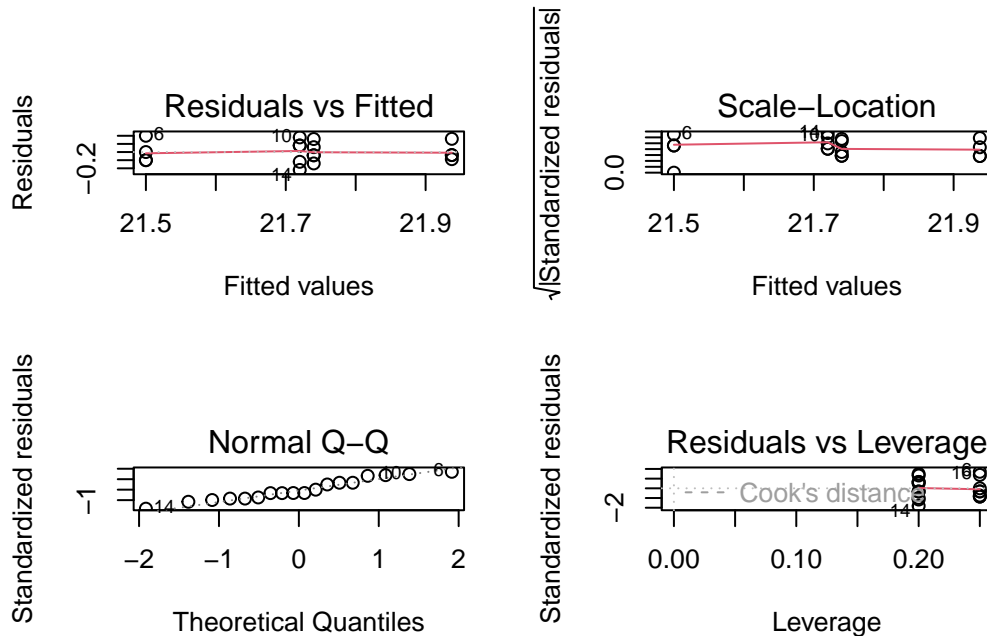 Residuals vs Fitted
Residuals
−0.2
6
10
14
21.5 21.7 21.9
Fitted values
Scale−Location
√|Standardized residuals|
0.0
6
14
21.5 21.7 21.9
Fitted values
Normal Q−Q
Standardized residuals
−1
14
10
6
−2 −1 0 1 2
Theoretical Quantiles
Residuals vs Leverage
Standardized residuals
−2
Cook's distance
6
14
0.00 0.10 0.20
Leverage